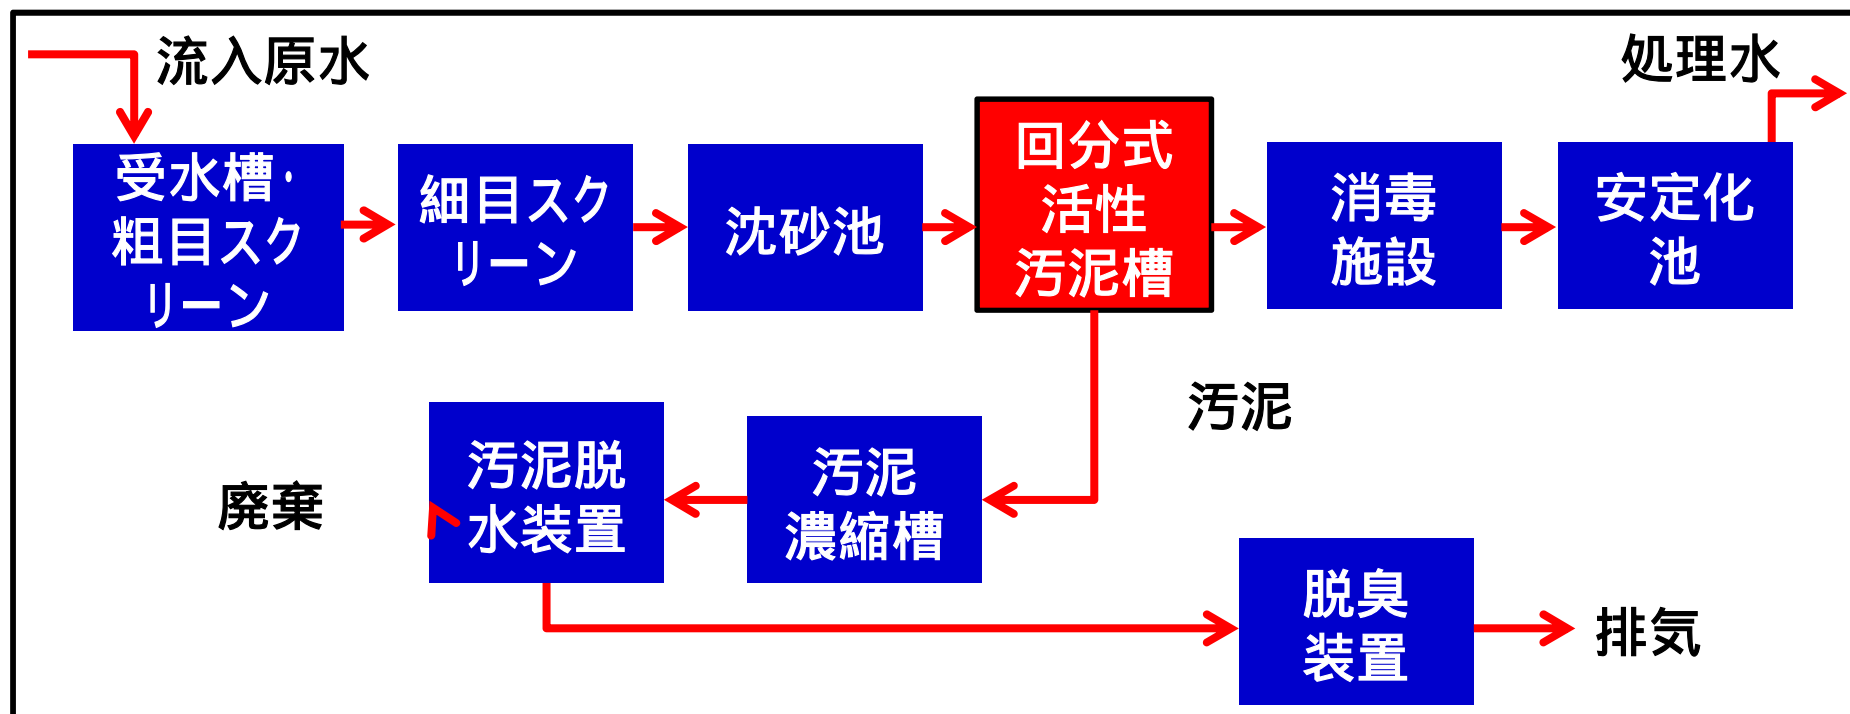 流入原水
処理水
受水槽・
粗目スク
リーン
細目スク
リーン
沈砂池
回分式
活性
汚泥槽
消毒
施設
安定化
池
汚泥
廃棄
汚泥脱
水装置
汚泥
濃縮槽
脱臭
装置
排気